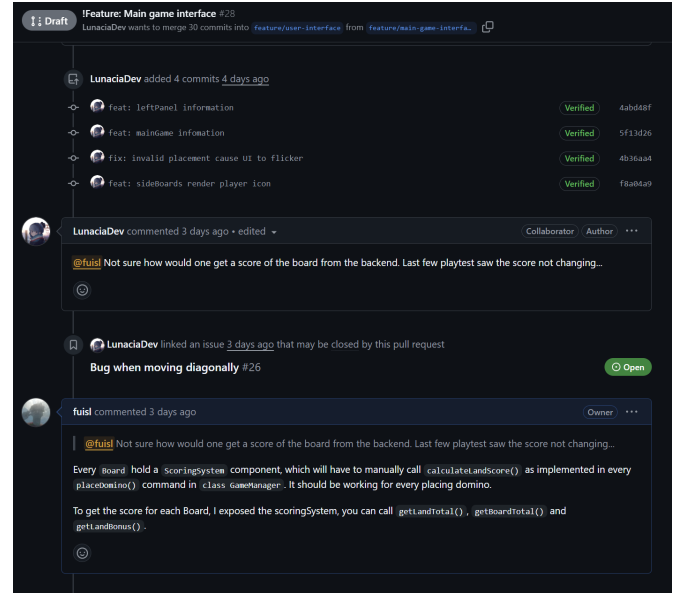 Draft
!Feature: Main game interface #28
LunaciaDev wants to merge 30 commits into feature/user-interface from feature/main-game-interfa…
LunaciaDev added 4 commits 4 days ago
feat: leftPanel information Verified 4abd48f
feat: mainGame infomation Verified 5f13d26
fix: invalid placement cause UI to flicker Verified 4b36aa4
feat: sideBoards render player icon Verified f8a04a9
LunaciaDev commented 3 days ago • edited Collaborator Author ...
@fuisl Not sure how would one get a score of the board from the backend. Last few playtest saw the score not changing...
LunaciaDev linked an issue 3 days ago that may be closed by this pull request
Bug when moving diagonally #26 Open
fuisl commented 3 days ago Owner ...
@fuisl Not sure how would one get a score of the board from the backend. Last few playtest saw the score not changing...
Every Board hold a ScoringSystem component, which will have to manually call calculateLandScore() as implemented in every
placeDomino() command in class GameManager. It should be working for every placing domino.
To get the score for each Board, I exposed the scoringSystem, you can call getLandTotal(), getBoardTotal() and
getLandBonus().